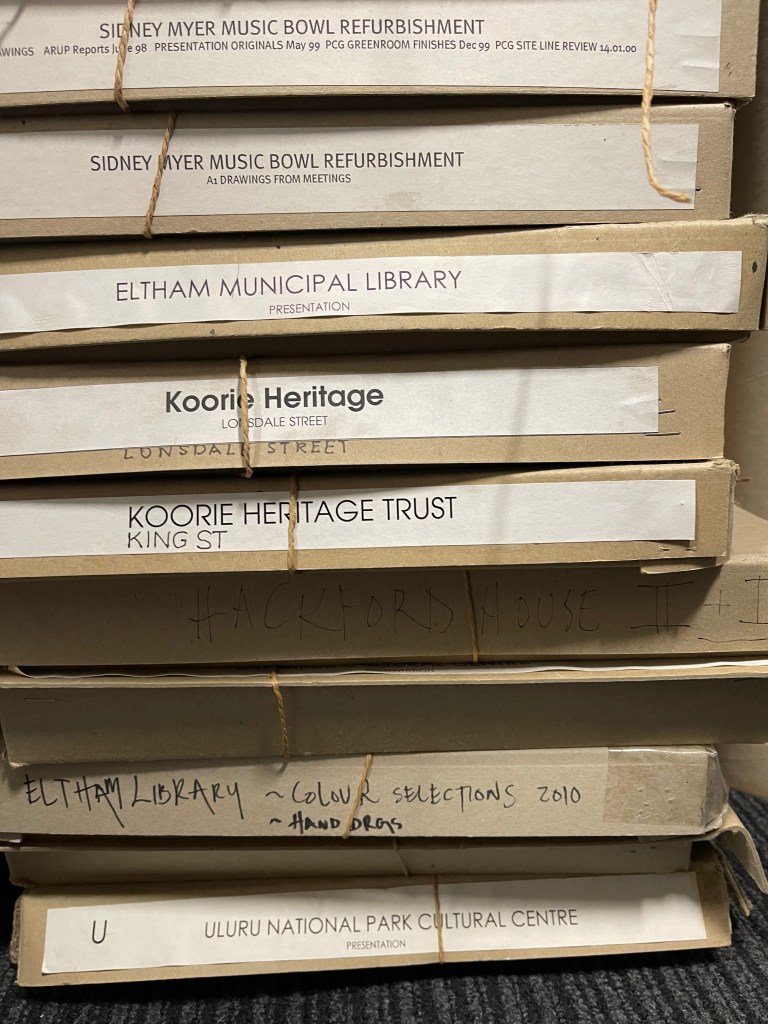 SIDNEY MYER MUSIC BOWL REFURBISHMENT
ARUP Reports June 98 PRESENTATION ORIGINALS May 99 PCG GREENROOM FINISHES Dec 99 PCG SITE LINE REVIEW 14.01.00
SIDNEY MYER MUSIC BOWL REFURBISHMENT
A1 DRAWINGS FROM MEETINGS
ELTHAM MUNICIPAL LIBRARY
PRESENTATION
Koorie Heritage
LONSDALE STREET
LONSDALE STREET
KOORIE HERITAGE TRUST
KING ST
HACKFORD HOUSE II +
ELTHAM LIBRARY ~ COLOUR SELECTIONS 2010
~ HAND DRGS
U ULURU NATIONAL PARK CULTURAL CENTRE
PRESENTATION